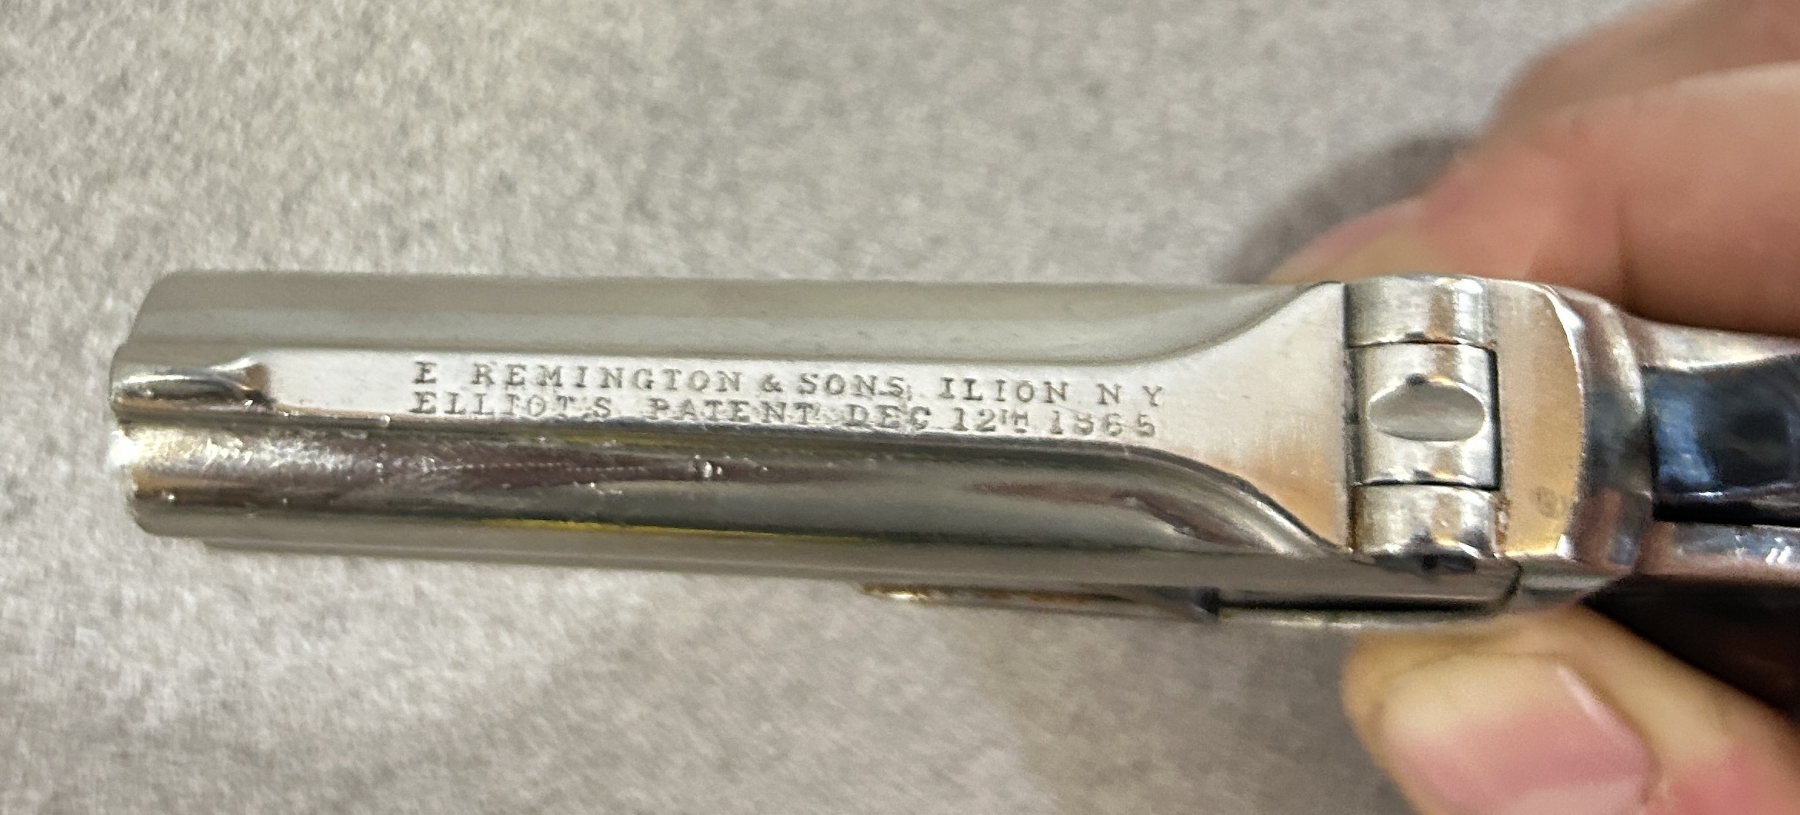 E REMINGTON & SONS, ILION N Y
ELLIOT'S PATENT DEC 12TH 1865